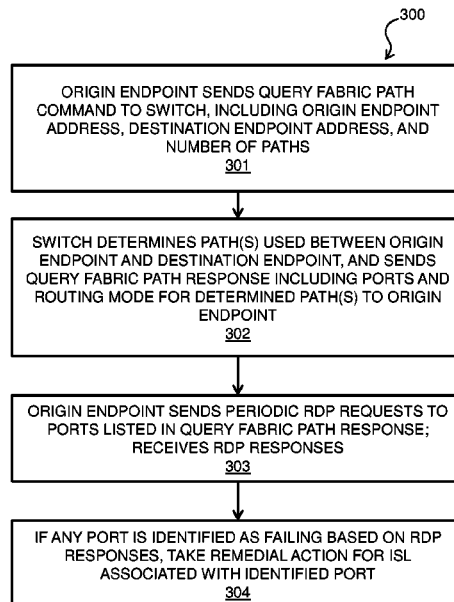 300
ORIGIN ENDPOINT SENDS QUERY FABRIC PATH
COMMAND TO SWITCH, INCLUDING ORIGIN ENDPOINT
ADDRESS, DESTINATION ENDPOINT ADDRESS, AND
NUMBER OF PATHS
301
SWITCH DETERMINES PATH(S) USED BETWEEN ORIGIN
ENDPOINT AND DESTINATION ENDPOINT, AND SENDS
QUERY FABRIC PATH RESPONSE INCLUDING PORTS AND
ROUTING MODE FOR DETERMINED PATH(S) TO ORIGIN
ENDPOINT
302
ORIGIN ENDPOINT SENDS PERIODIC RDP REQUESTS TO
PORTS LISTED IN QUERY FABRIC PATH RESPONSE;
RECEIVES RDP RESPONSES
303
IF ANY PORT IS IDENTIFIED AS FAILING BASED ON RDP
RESPONSES, TAKE REMEDIAL ACTION FOR ISL
ASSOCIATED WITH IDENTIFIED PORT
304